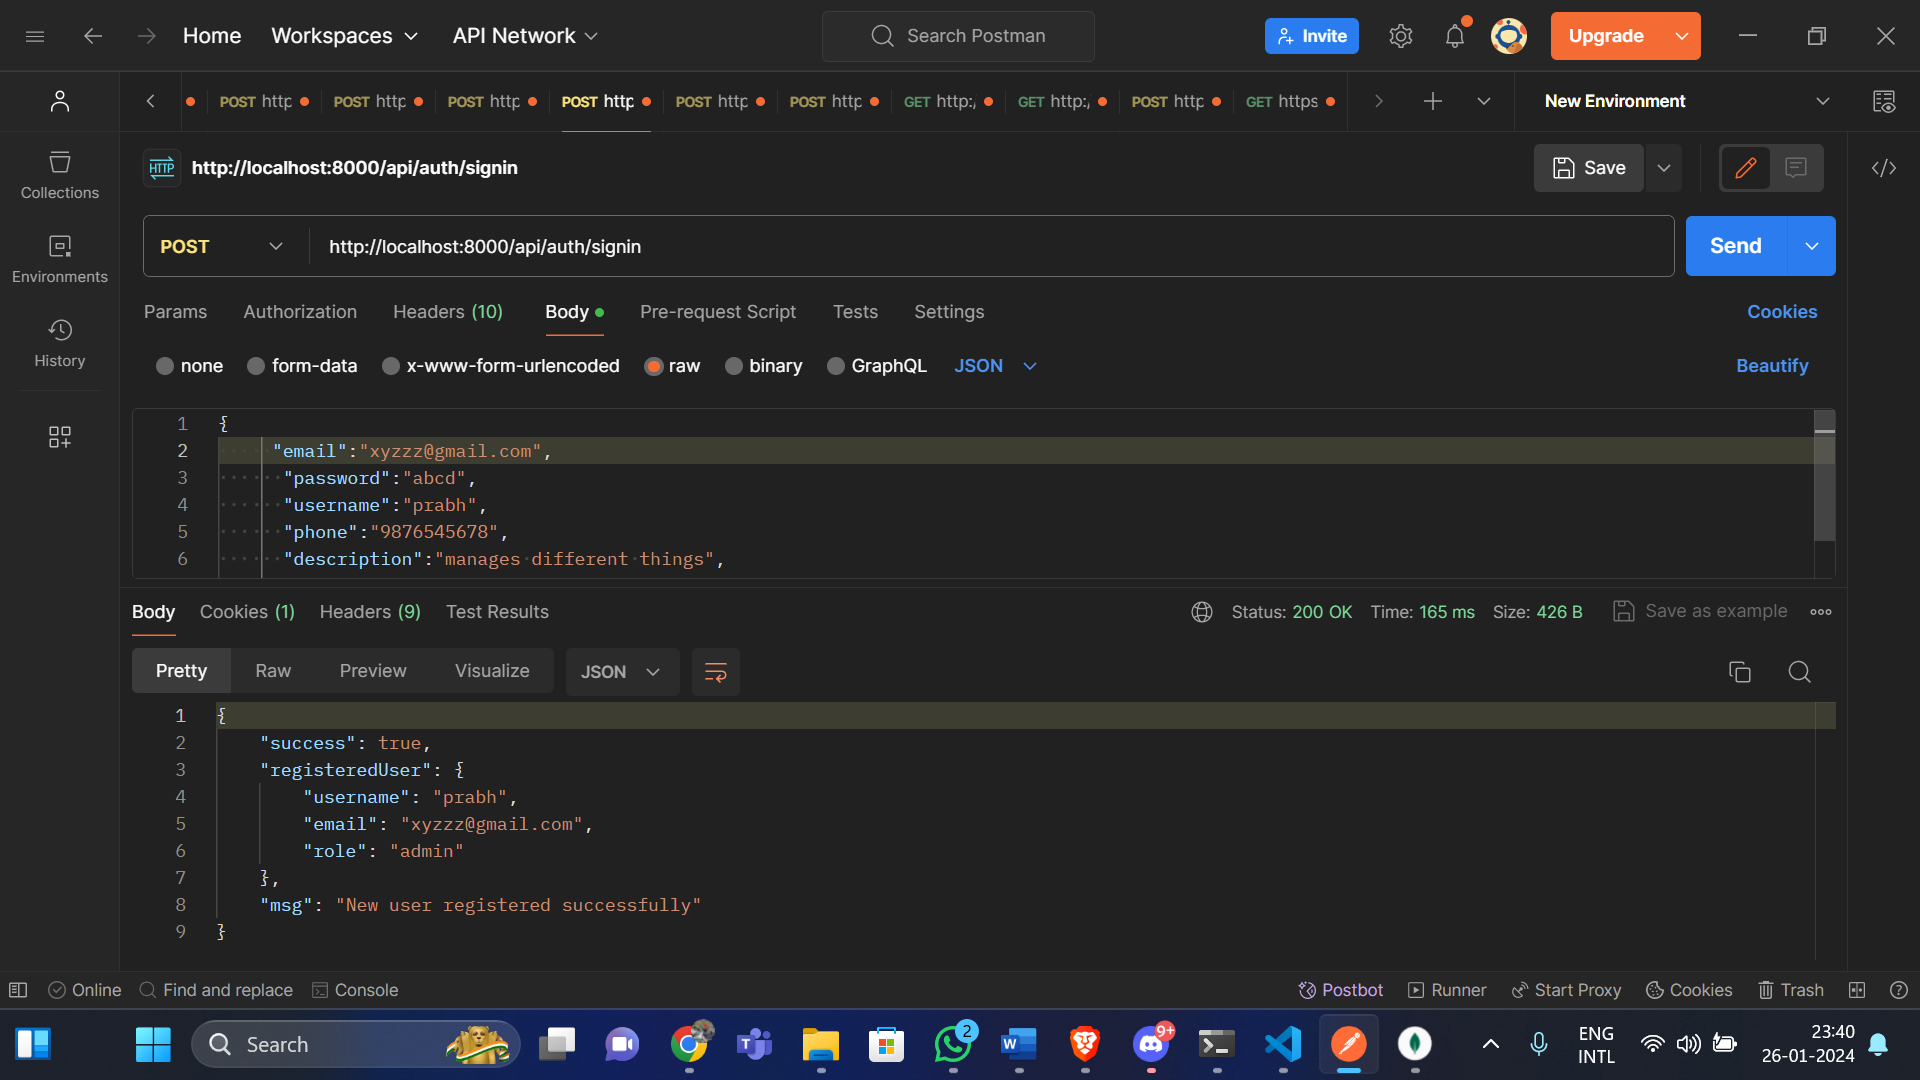 Home Workspaces API Network Search Postman Invite Upgrade
POST http POST http POST http POST http POST http POST http GET http:/ GET http:/ POST http GET https New Environment
HTTP http://localhost:8000/api/auth/signin Save
Collections
POST http://localhost:8000/api/auth/signin Send
Environments
Params Authorization Headers (10) Body Pre-request Script Tests Settings Cookies
History
none form-data x-www-form-urlencoded raw binary GraphQL JSON Beautify
1 {
2 "email":"xyzzz@gmail.com",
3 "password":"abcd",
4 "username":"prabh",
5 "phone":"9876545678",
6 "description":"manages different things",
Body Cookies (1) Headers (9) Test Results Status: 200 OK Time: 165 ms Size: 426 B Save as example
Pretty Raw Preview Visualize JSON
1 {
2 "success": true,
3 "registeredUser": {
4 "username": "prabh",
5 "email": "xyzzz@gmail.com",
6 "role": "admin"
7 },
8 "msg": "New user registered successfully"
9 }
Online Find and replace Console Postbot Runner Start Proxy Cookies Trash
Search 2 9+ ENG 23:40
INTL 26-01-2024